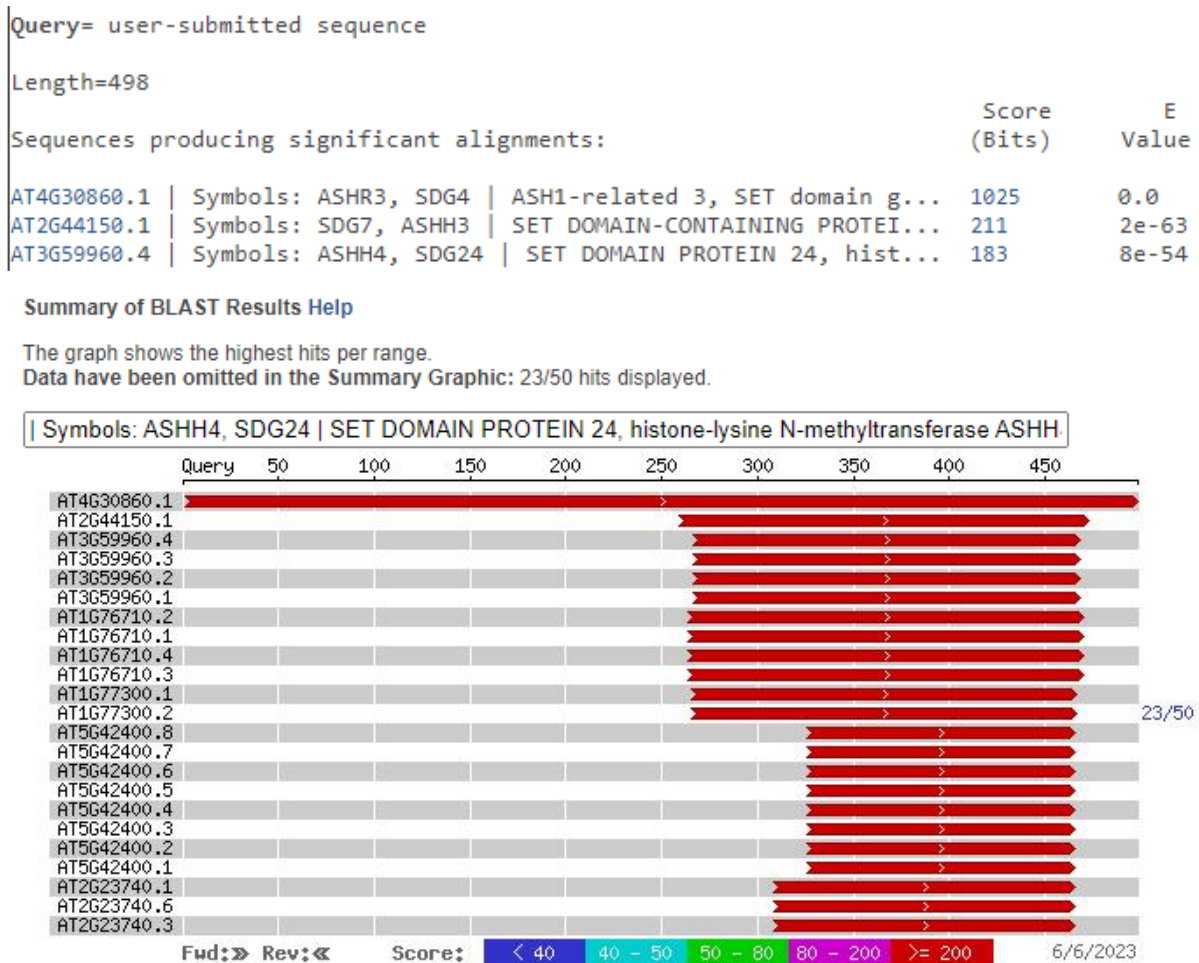 Query= user-submitted sequence
Length=498
Score E
Sequences producing significant alignments: (Bits) Value
AT4G30860.1 | Symbols: ASHR3, SDG4 | ASH1-related 3, SET domain g... 1025 0.0
AT2G44150.1 | Symbols: SDG7, ASHH3 | SET DOMAIN-CONTAINING PROTEI... 211 2e-63
AT3G59960.4 | Symbols: ASHH4, SDG24 | SET DOMAIN PROTEIN 24, hist... 183 8e-54
Summary of BLAST Results Help
The graph shows the highest hits per range.
Data have been omitted in the Summary Graphic: 23/50 hits displayed.
| Symbols: ASHH4, SDG24 | SET DOMAIN PROTEIN 24, histone-lysine N-methyltransferase ASHH
Query 50 100 150 200 250 300 350 400 450
AT4G30860.1
AT2G44150.1
AT3G59960.4
AT3G59960.3
AT3G59960.2
AT3G59960.1
AT1G76710.2
AT1G76710.1
AT1G76710.4
AT1G76710.3
AT1G77300.1
AT1G77300.2 23/50
AT5G42400.8
AT5G42400.7
AT5G42400.6
AT5G42400.5
AT5G42400.4
AT5G42400.3
AT5G42400.2
AT5G42400.1
AT2G23740.1
AT2G23740.6
AT2G23740.3
Fwd:» Rev:« Score: < 40 40 - 50 50 - 80 80 - 200 >= 200 6/6/2023